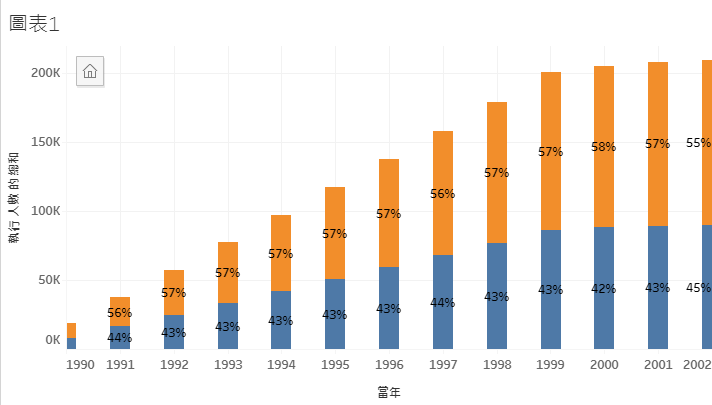 圖表1
執行 人數 的 總和
200K
150K
100K
50K
0K
56% 57% 57% 57% 57% 57% 56% 57% 57% 58% 57% 55%
44% 43% 43% 43% 43% 43% 44% 43% 43% 42% 43% 45%
1990 1991 1992 1993 1994 1995 1996 1997 1998 1999 2000 2001 2002
當年